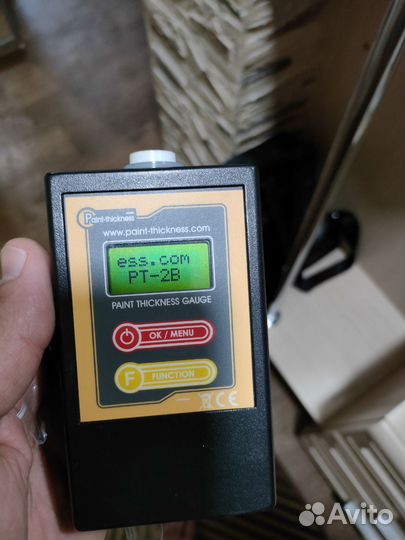 Paint-thickness
www.paint-thickness.com
ess.com
PT-2B
PAINT THICKNESS GAUGE
OK / MENU
F FUNCTION
CE
Avito